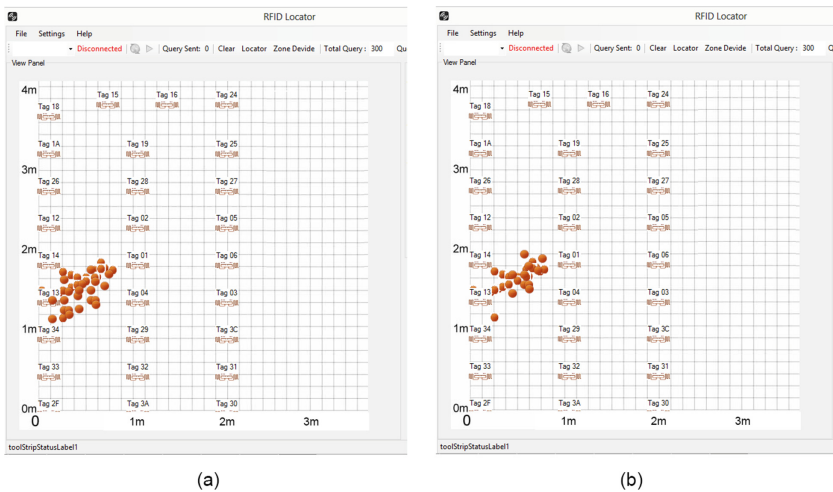 RFID Locator
File Settings Help
Disconnected Query Sent: 0 Clear Locator Zone Devide Total Query: 300 Qu
View Panel
4m
Tag 15 Tag 16 Tag 24
Tag 18
Tag 1A Tag 19 Tag 25
3m
Tag 26 Tag 28 Tag 27
Tag 12 Tag 02 Tag 05
2m
Tag 14 Tag 01 Tag 06
Tag 13 Tag 04 Tag 03
1m
Tag 34 Tag 29 Tag 3C
Tag 33 Tag 32 Tag 31
0m
Tag 2F Tag 3A Tag 30
0 1m 2m 3m
toolStripStatusLabel1
(a)
RFID Locator
File Settings Help
Disconnected Query Sent: 0 Clear Locator Zone Devide Total Query: 300 Q
View Panel
4m
Tag 15 Tag 16 Tag 24
Tag 18
Tag 1A Tag 19 Tag 25
3m
Tag 26 Tag 28 Tag 27
Tag 12 Tag 02 Tag 05
2m
Tag 14 Tag 01 Tag 06
Tag 13 Tag 04 Tag 03
1m
Tag 34 Tag 29 Tag 3C
Tag 33 Tag 32 Tag 31
0m
Tag 2F Tag 3A Tag 30
0 1m 2m 3m
toolStripStatusLabel1
(b)